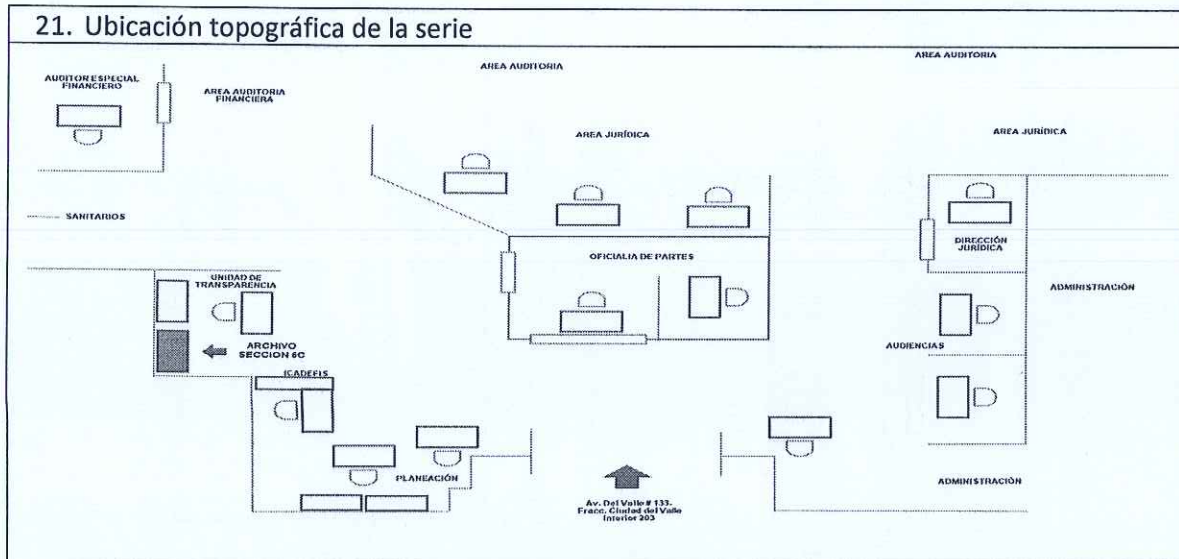 21. Ubicación topográfica de la serie
AREA AUDITORIA
AREA AUDITORIA
AUDITOR ESPECIAL
FINANCIERO
AREA AUDITORIA
FINANCIERA
AREA JURÍDICA
AREA JURÍDICA
SANITARIOS
DIRECCIÓN
JURÍDICA
OFICIALIA DE PARTES
UNIDAD DE
TRANSPARENCIA
ADMINISTRACIÓN
ARCHIVO
SECCION 6C
AUDIENCIAS
ICADEFIS
PLANEACIÓN
ADMINISTRACIÓN
Av. Del Valle # 133.
Fracc. Ciudad del Valle
Interior 203